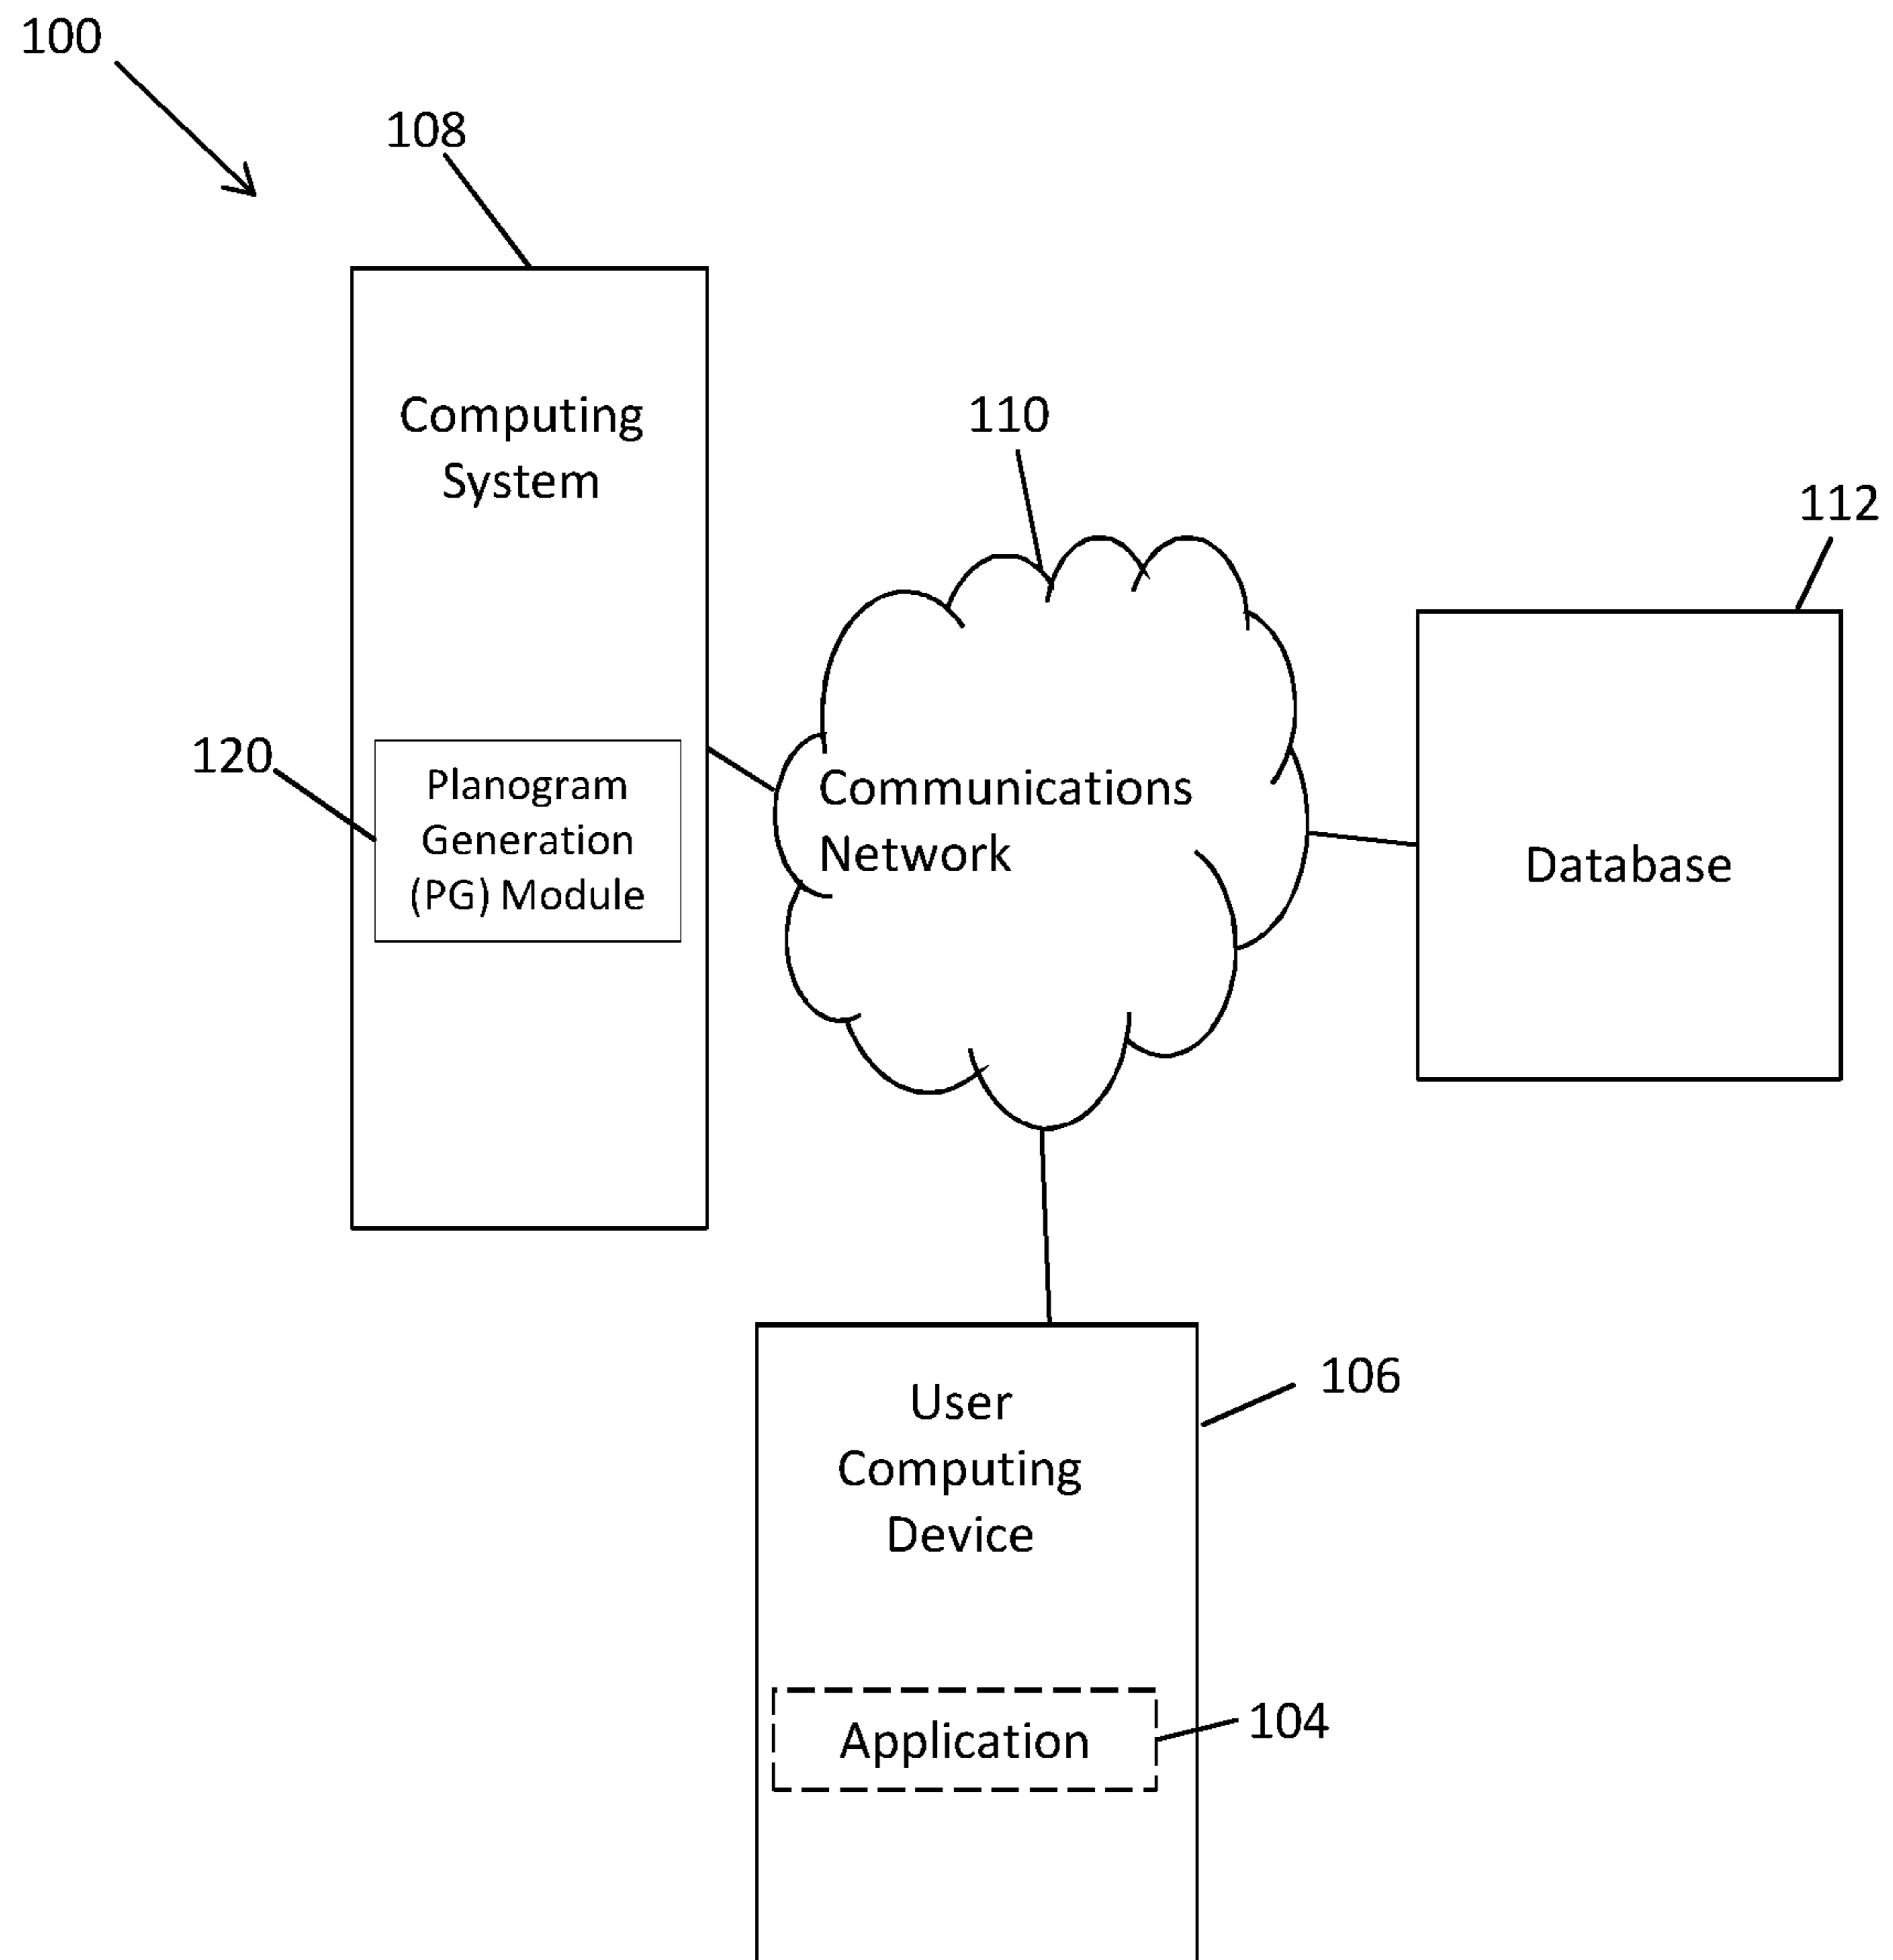 100
108
Computing
System
110
112
120
Planogram
Generation
(PG) Module
Communications
Network
Database
User
Computing
Device
106
Application
104